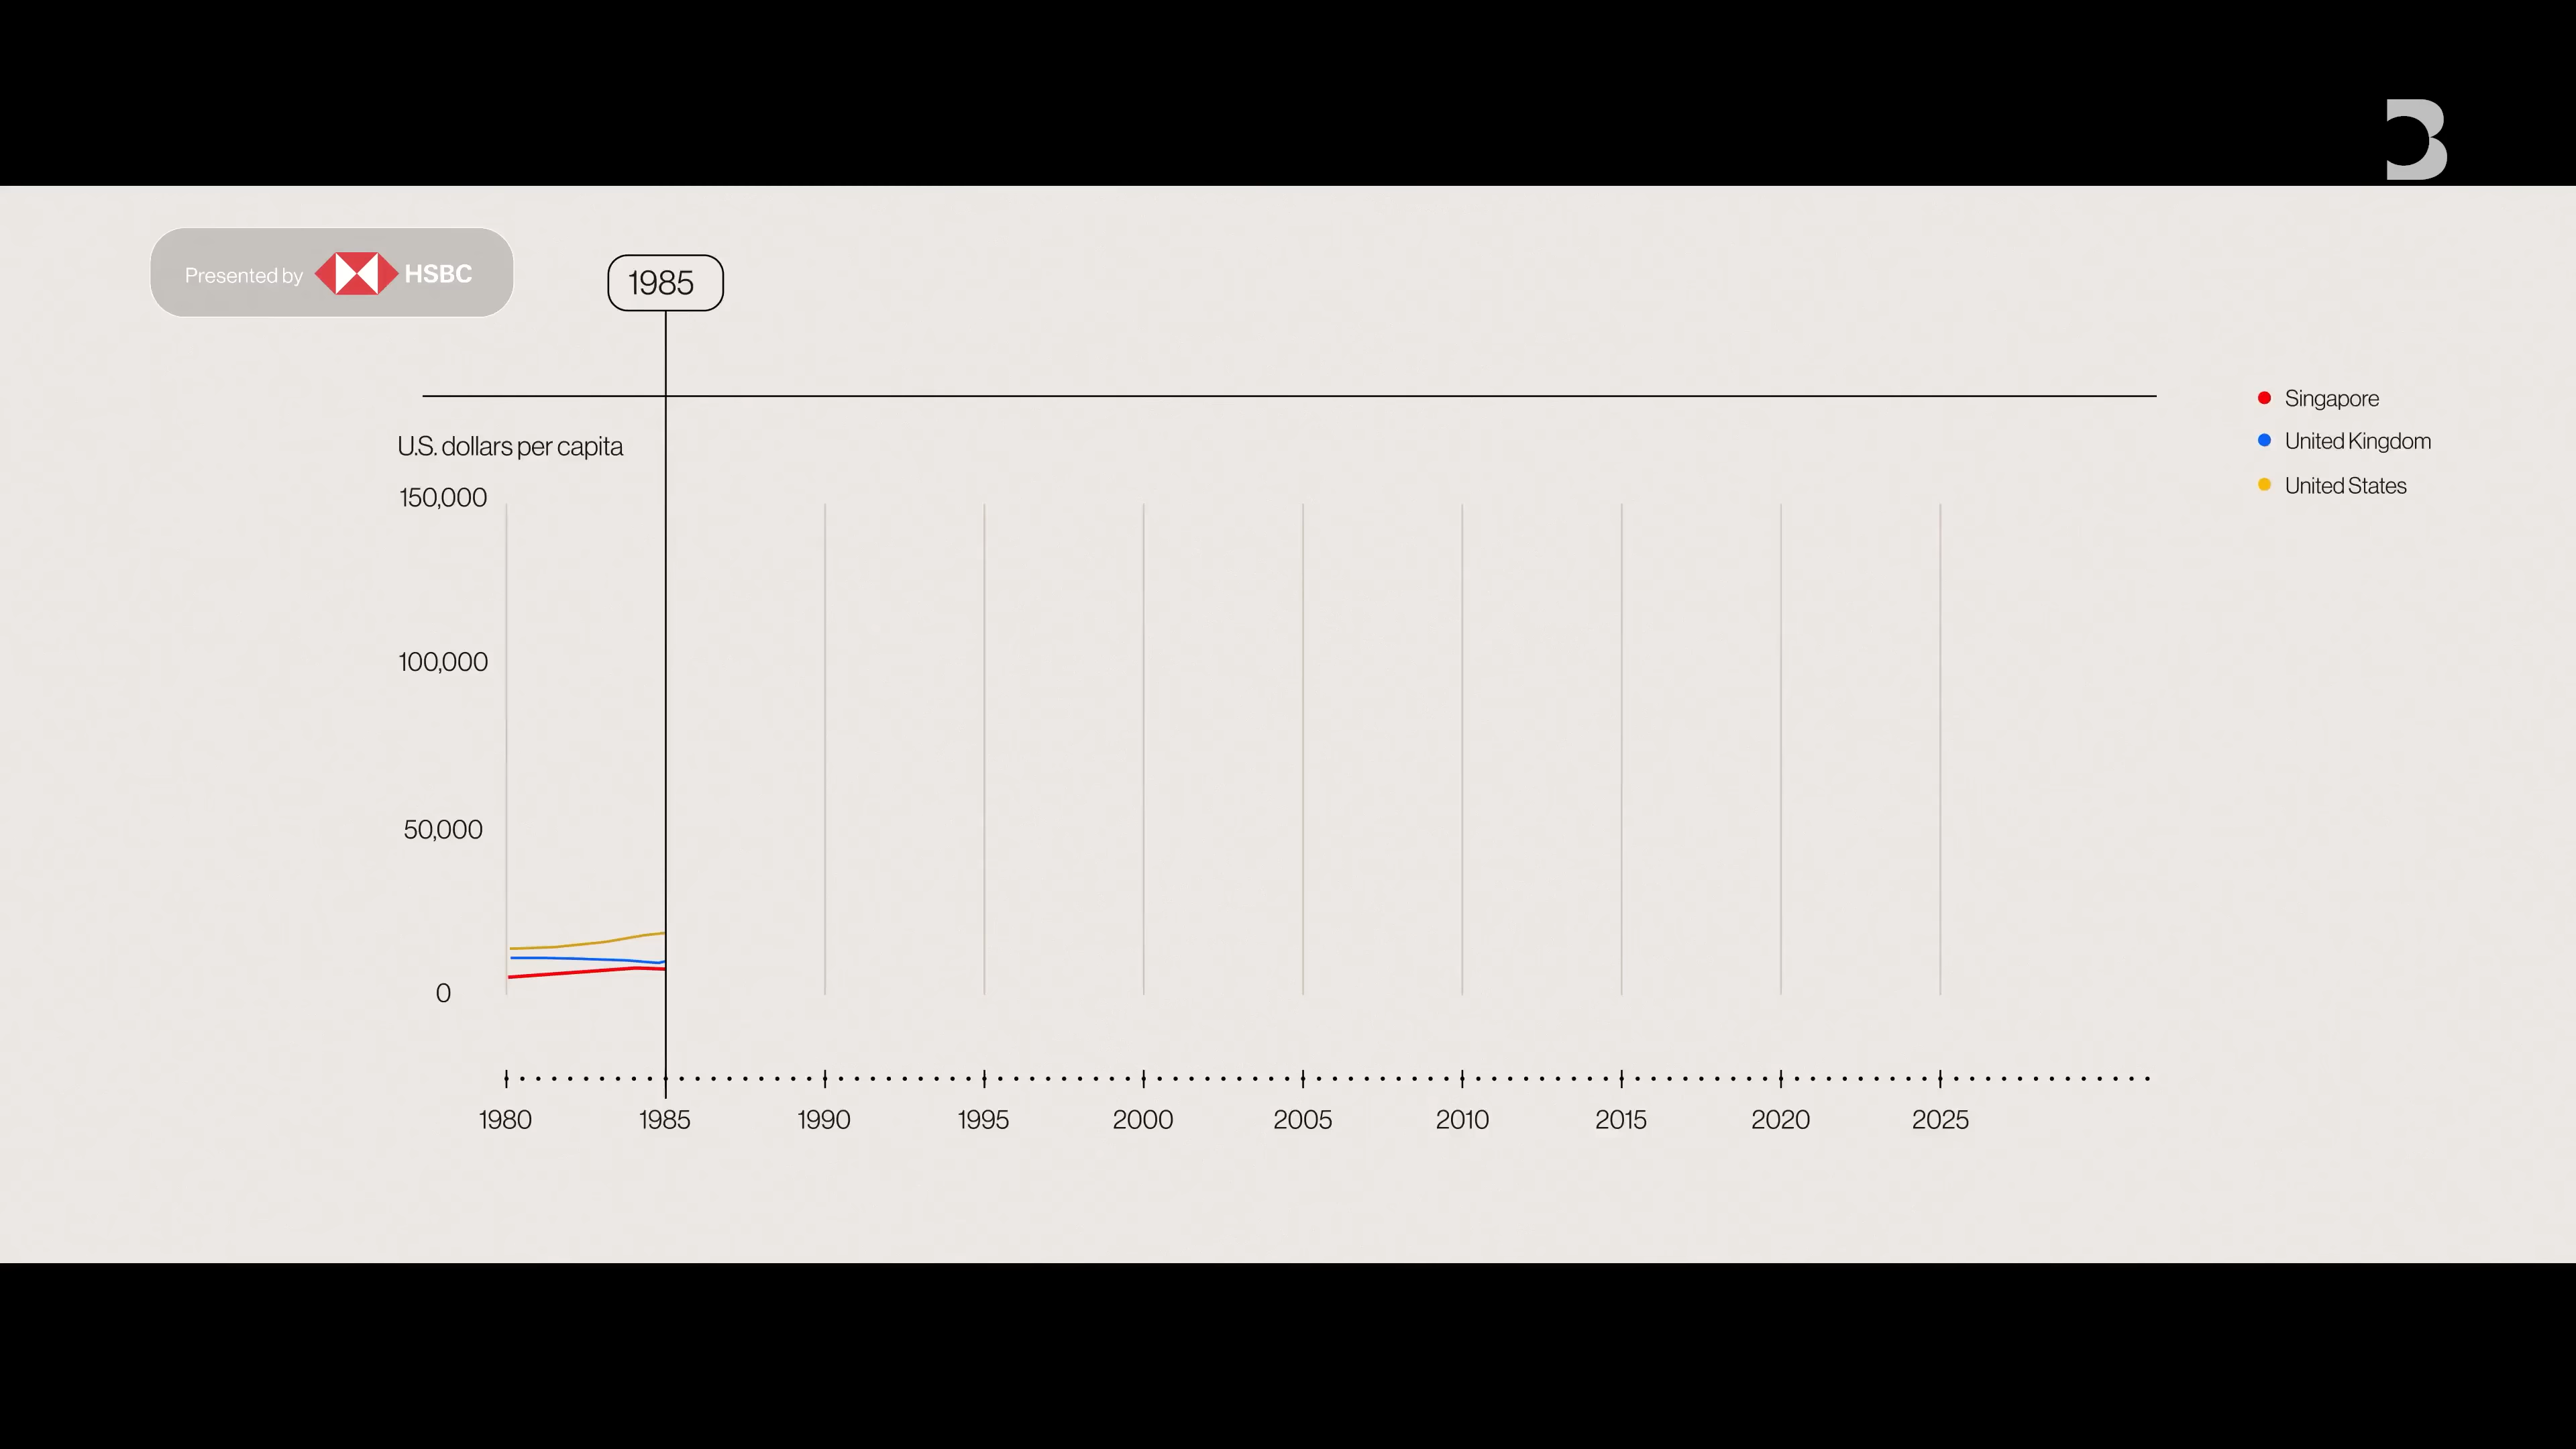 Presented by HSBC
1985
Singapore
United Kingdom
United States
U.S. dollars per capita
150,000
100,000
50,000
0
1980 1985 1990 1995 2000 2005 2010 2015 2020 2025